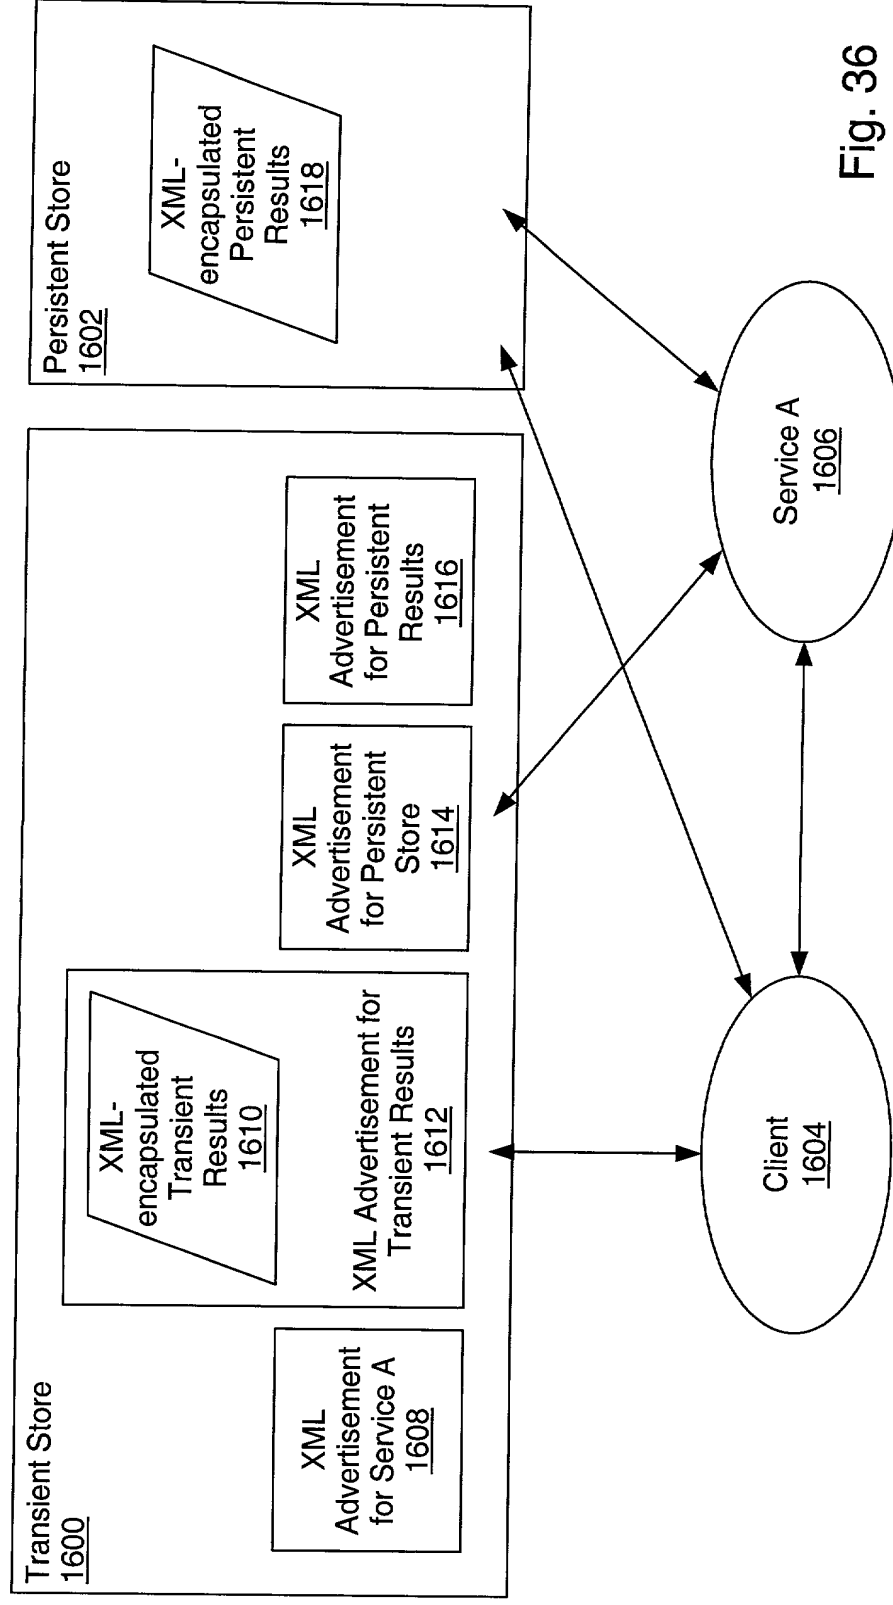 Transient Store
1600
XML
Advertisement
for Service A
1608
XML-
encapsulated
Transient
Results
1610
XML Advertisement for
Transient Results
1612
XML
Advertisement
for Persistent
Store
1614
XML
Advertisement
for Persistent
Results
1616
Persistent Store
1602
XML-
encapsulated
Persistent
Results
1618
Client
1604
Service A
1606
Fig. 36